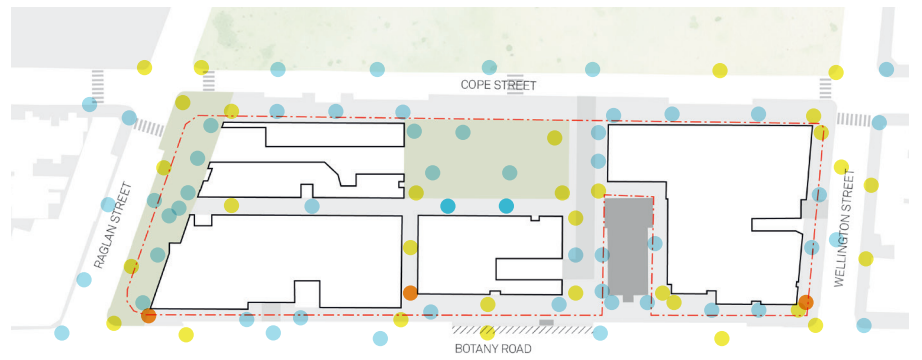 COPE STREET
RAGLAN STREET
WELLINGTON STREET
BOTANY ROAD